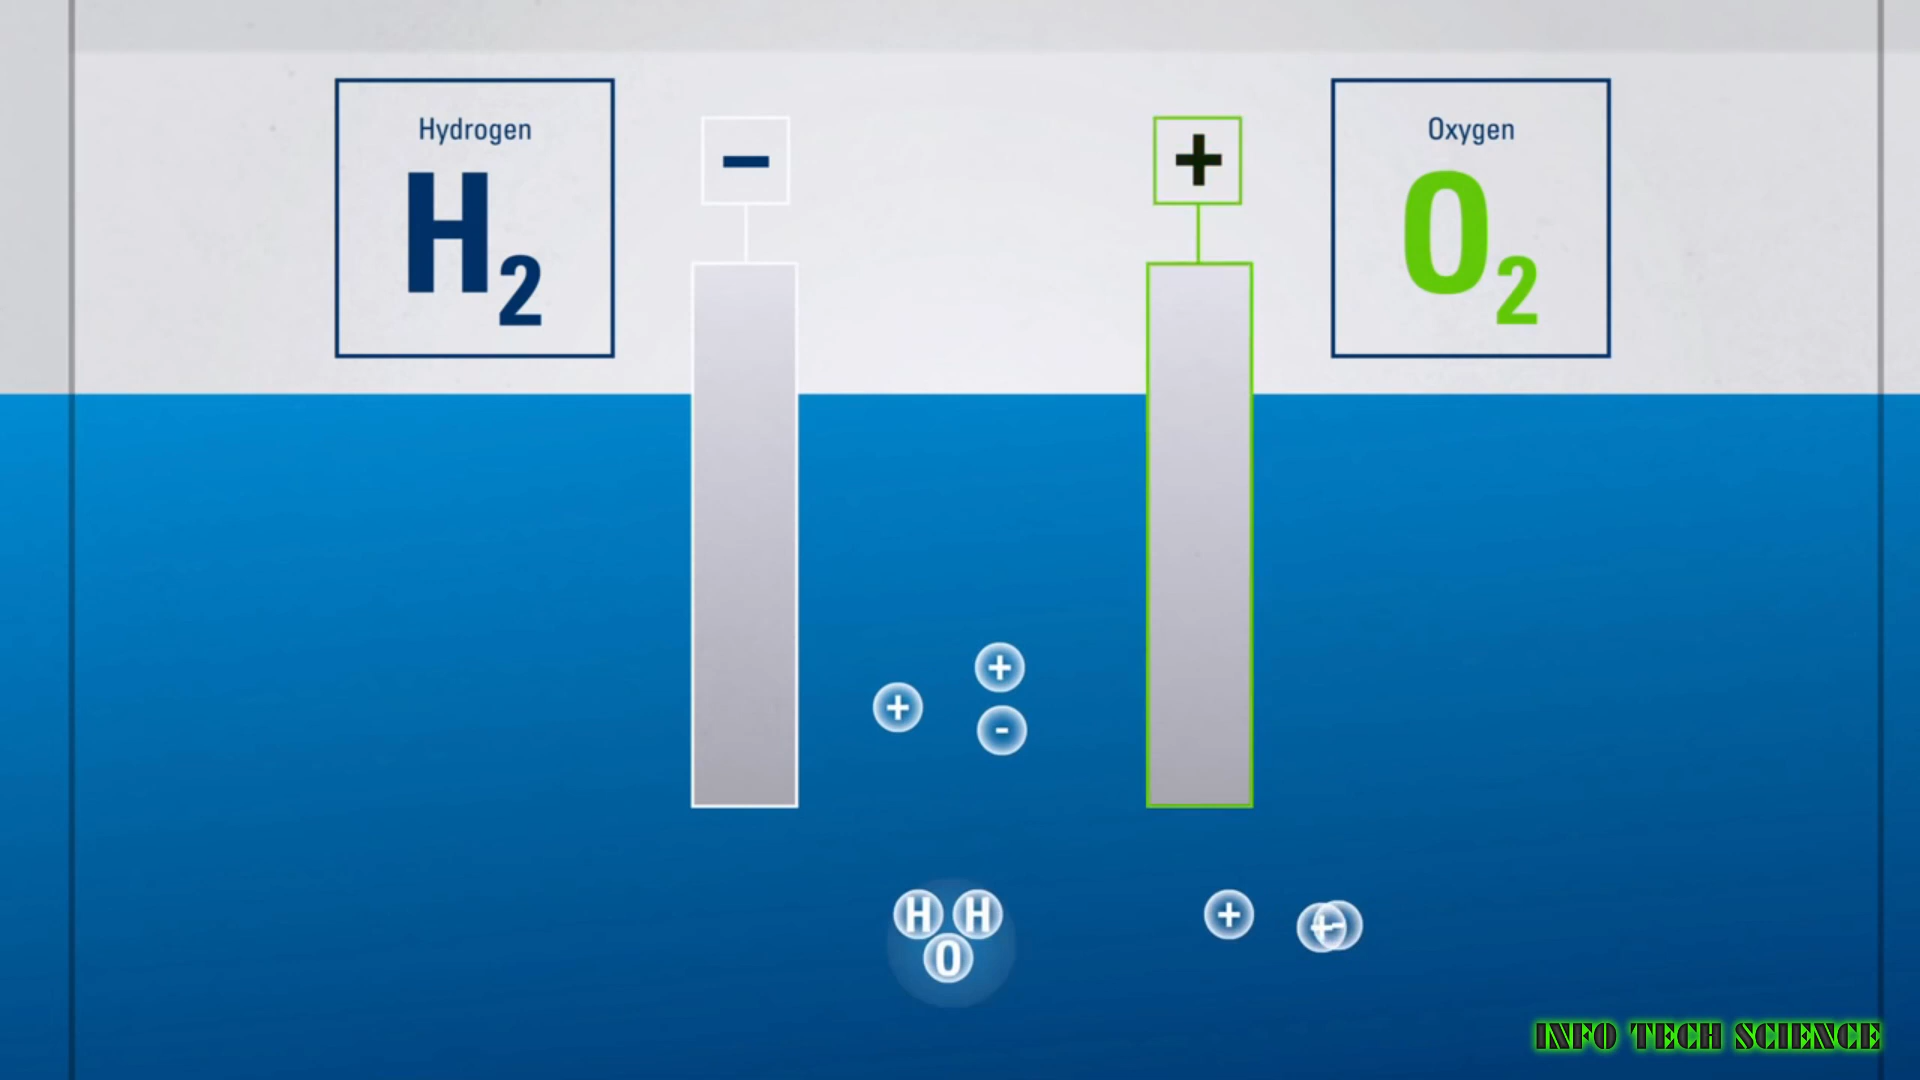 Hydrogen
H2
−
+
Oxygen
O2
+
+
-
H H
O
+
+ -
INFO TECH SCIENCE